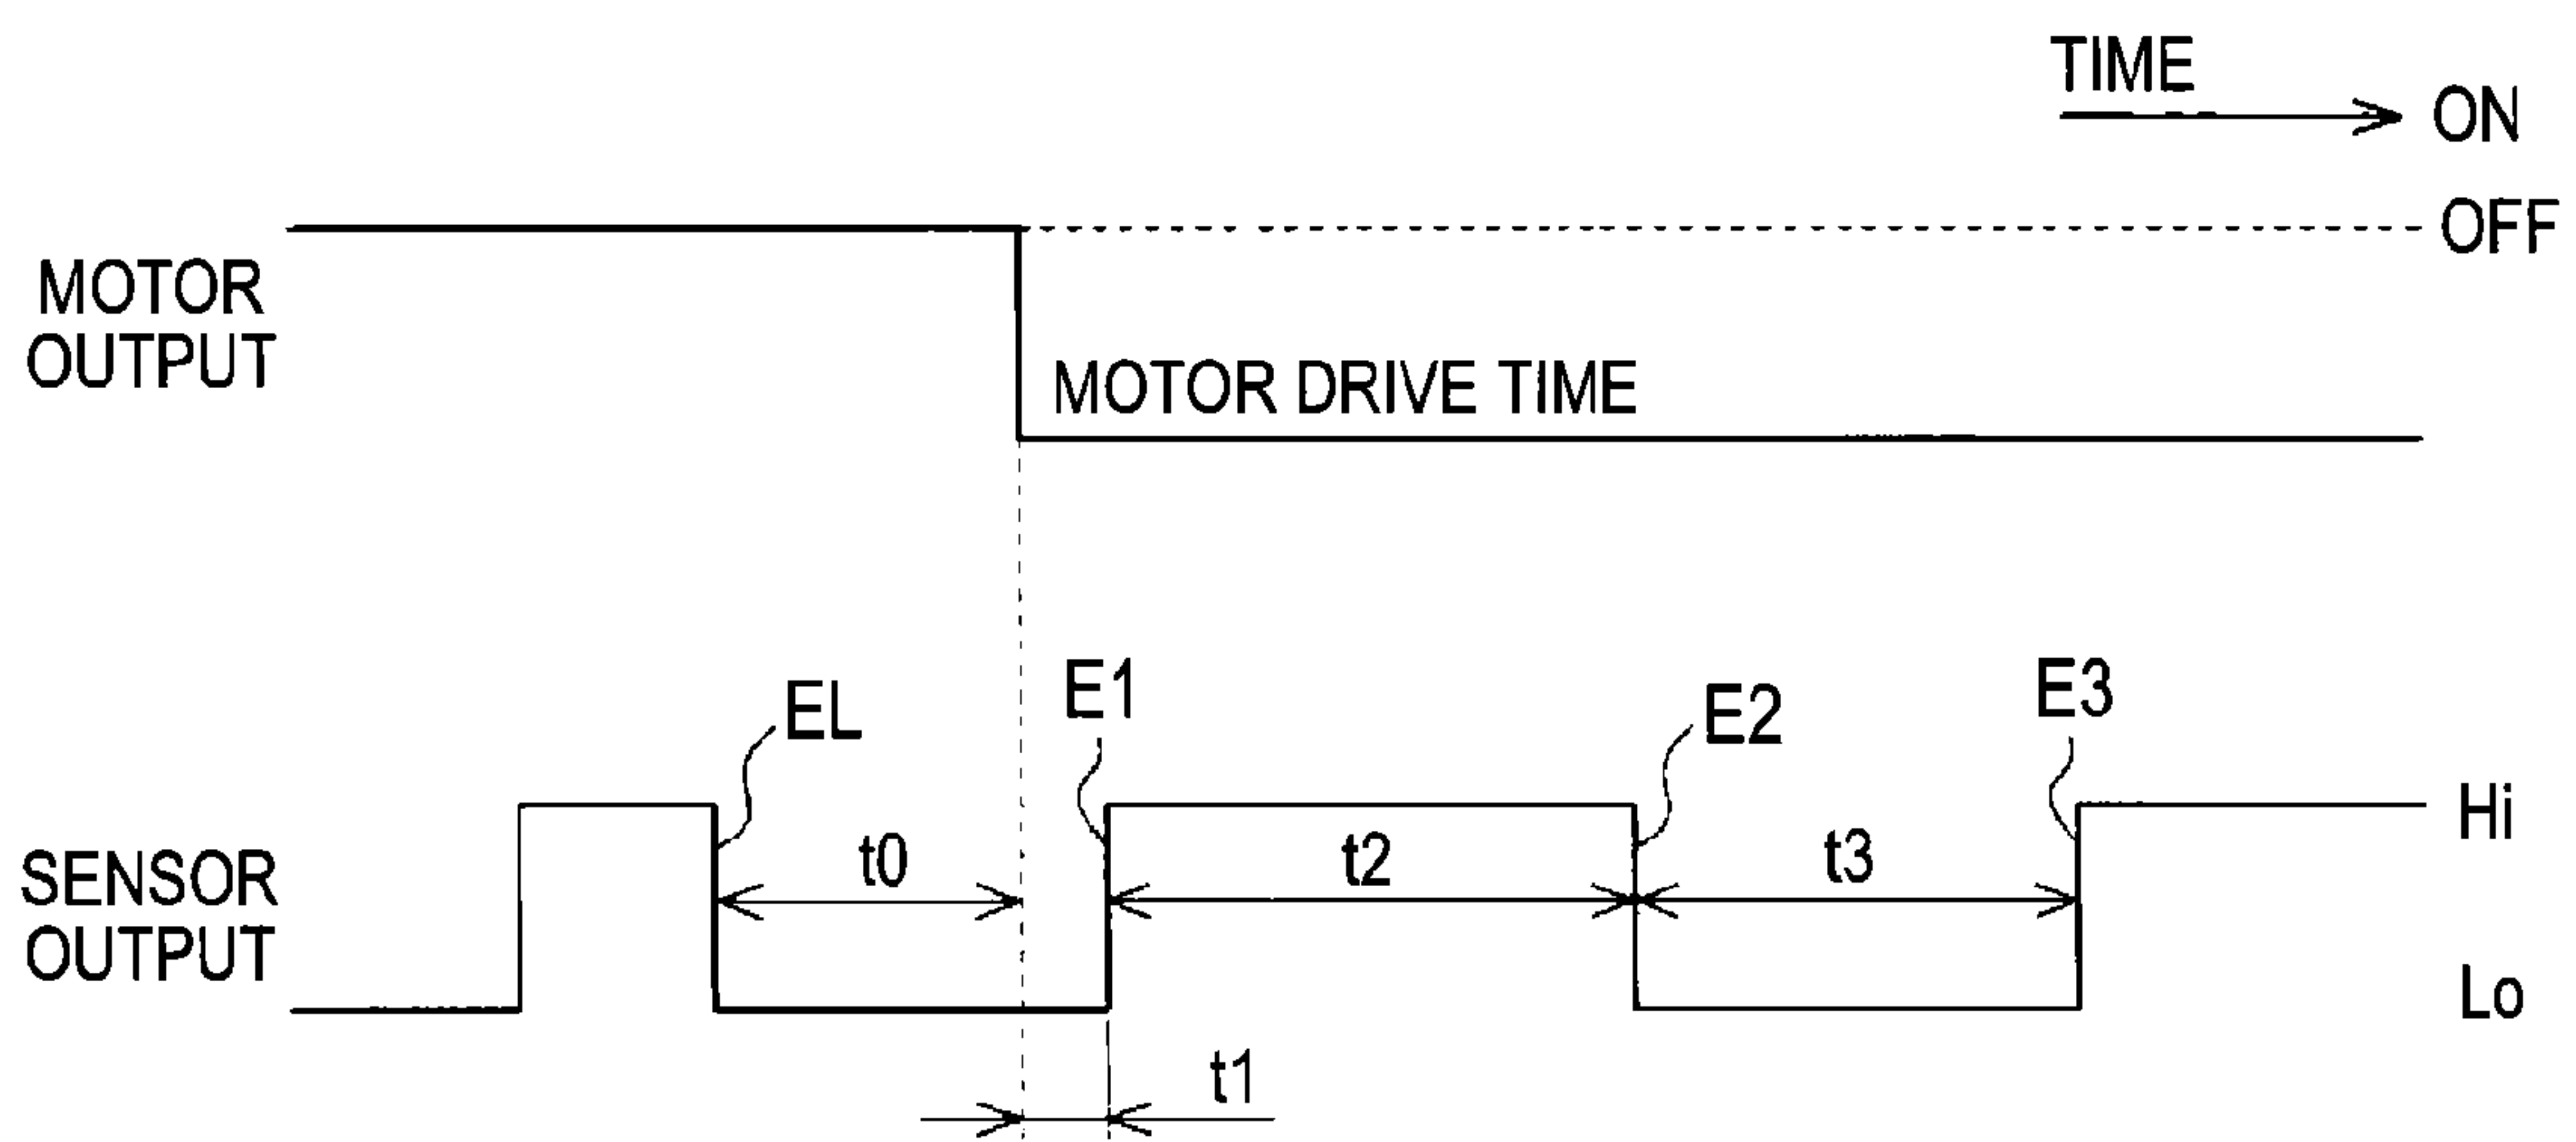 TIME
ON
OFF
MOTOR
OUTPUT
MOTOR DRIVE TIME
EL
E1
E2
E3
Hi
t0
t2
t3
SENSOR
OUTPUT
Lo
t1